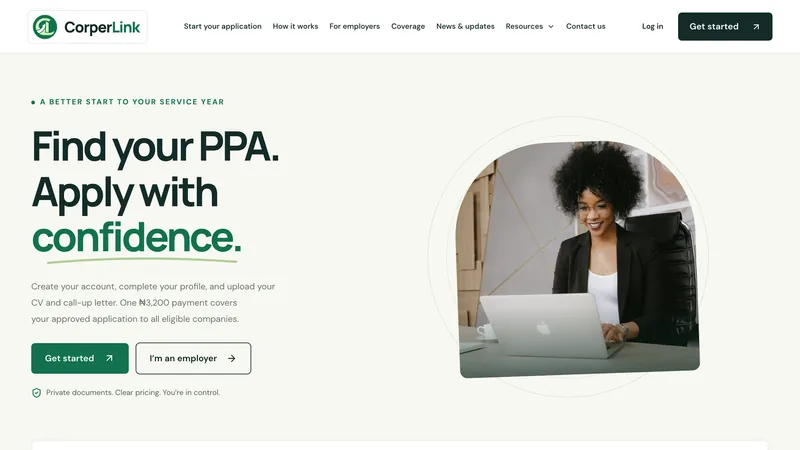 CorperLink
Start your application
How it works
For employers
Coverage
News & updates
Resources
Contact us
Log in
Get started
A BETTER START TO YOUR SERVICE YEAR
Find your PPA.
Apply with
confidence.
Create your account, complete your profile, and upload your
CV and call-up letter. One ₦3,200 payment covers
your approved application to all eligible companies.
Get started
I'm an employer
Private documents. Clear pricing. You're in control.